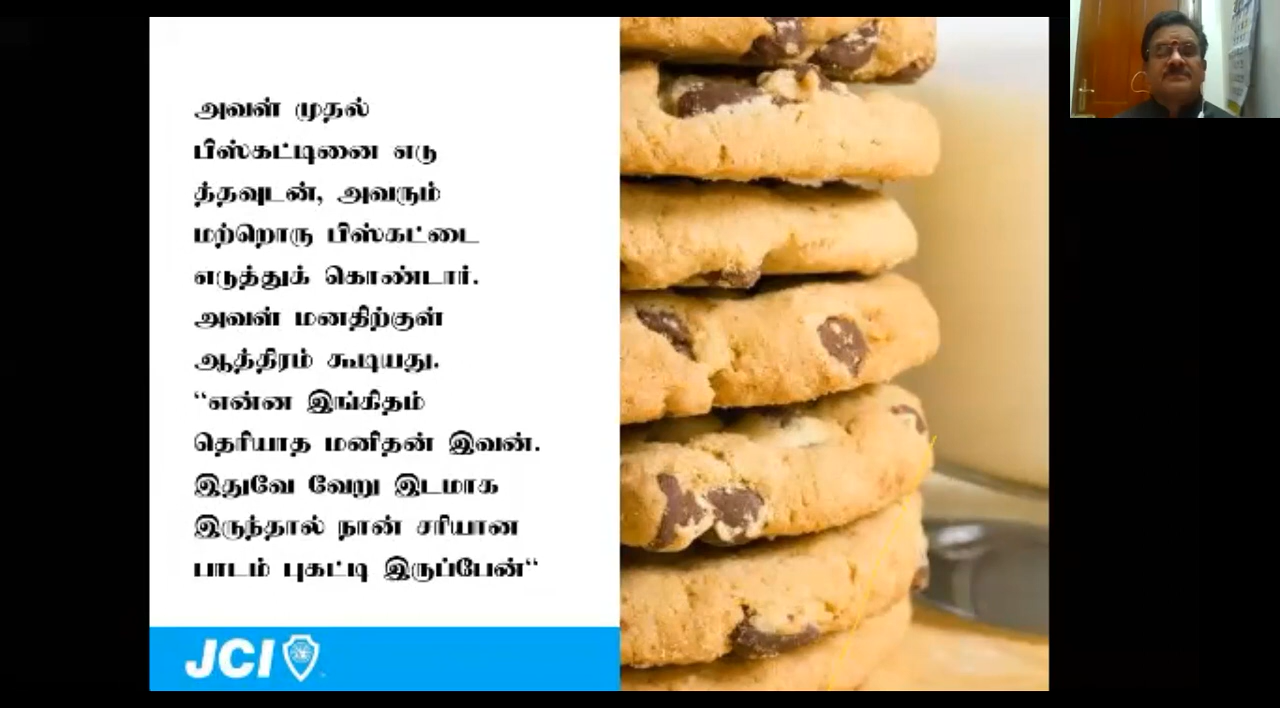 அவள் முதல்
பிஸ்கட்டினை எடு
த்தவுடன், அவரும்
மற்றொரு பிஸ்கட்டை
எடுத்துக் கொண்டார்.
அவள் மனதிற்குள்
ஆத்திரம் கூடியது.
“என்ன இங்கிதம்
தெரியாத மனிதன் இவன்.
இதுவே வேறு இடமாக
இருந்தால் நான் சரியான
பாடம் புகட்டி இருப்பேன்“
JCI